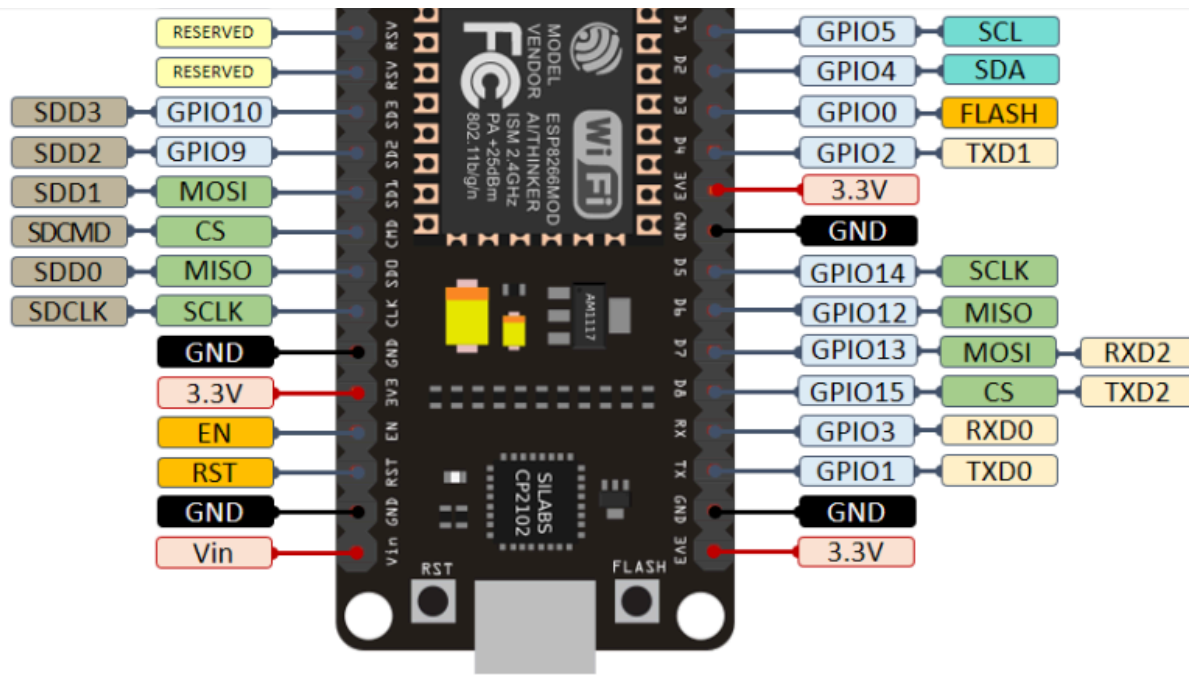 RESERVED RSV D1 GPIO5 SCL
RESERVED RSV D2 GPIO4 SDA
SDD3 GPIO10 SD3 D3 GPIO0 FLASH
SDD2 GPIO9 SD2 D4 GPIO2 TXD1
SDD1 MOSI SD1 3V3 3.3V
SDCMD CS CMD GND GND
SDD0 MISO SD0 D5 GPIO14 SCLK
SDCLK SCLK CLK D6 GPIO12 MISO
GND GND D7 GPIO13 MOSI RXD2
3.3V 3V3 D8 GPIO15 CS TXD2
EN EN RX GPIO3 RXD0
RST RST TX GPIO1 TXD0
GND GND GND GND
Vin Vin 3V3 3.3V
MODEL ESP8266MOD
VENDOR AI/THINKER
ISM 2.4GHz
PA +25dBm
802.11b/g/n
FC
WiFi
AM1117
SILABS
CP2102
RST FLASH